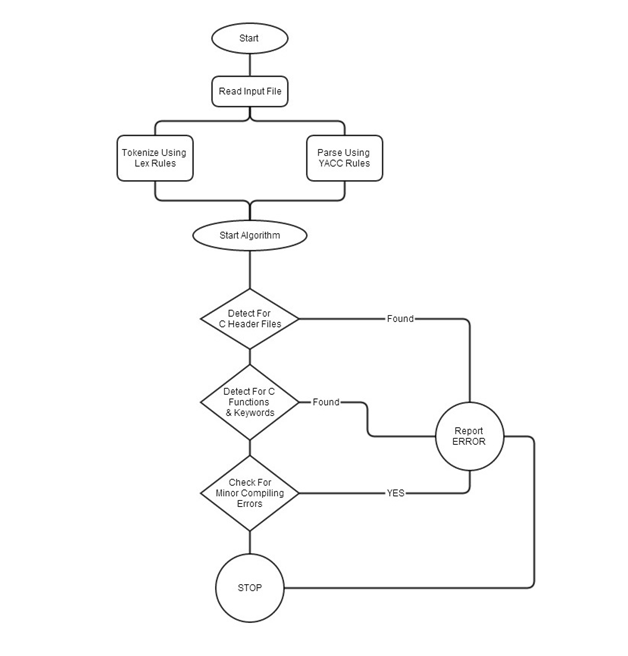 Start
Read Input File
Tokenize Using
Lex Rules
Parse Using
YACC Rules
Start Algorithm
Detect For
C Header Files
Found
Detect For C
Functions
& Keywords
Found
Report
ERROR
Check For
Minor Compiling
Errors
YES
STOP